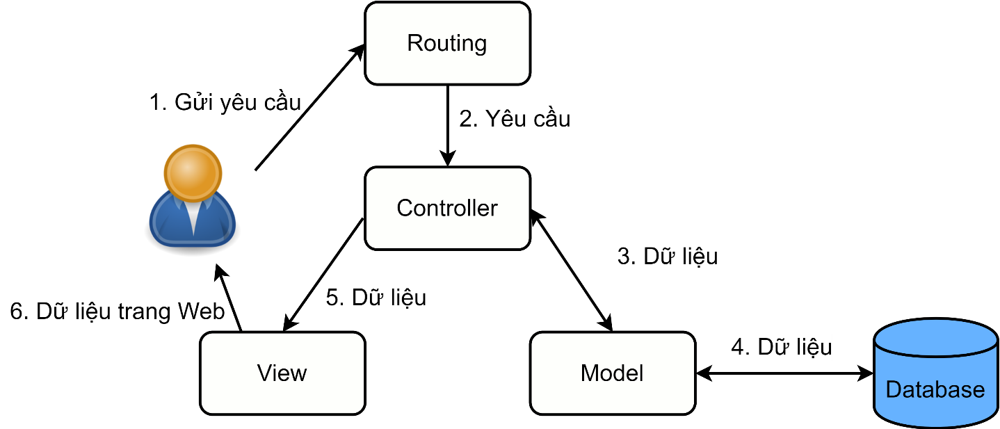 Routing
1. Gửi yêu cầu
2. Yêu cầu
Controller
3. Dữ liệu
5. Dữ liệu
6. Dữ liệu trang Web
4. Dữ liệu
View
Model
Database